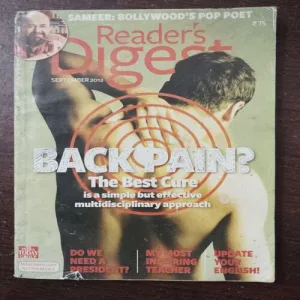 SAMEER: BOLLYWOOD'S POP POET
Reader's
Digest
SEPTEMBER 2012
₹ 75
BACK PAIN?
The Best Cure
is a simple but effective
multidisciplinary approach
DO WE
NEED A
PRESIDENT?
MY MOST
INSPIRING
TEACHER
UPDATE
YOUR
ENGLISH!